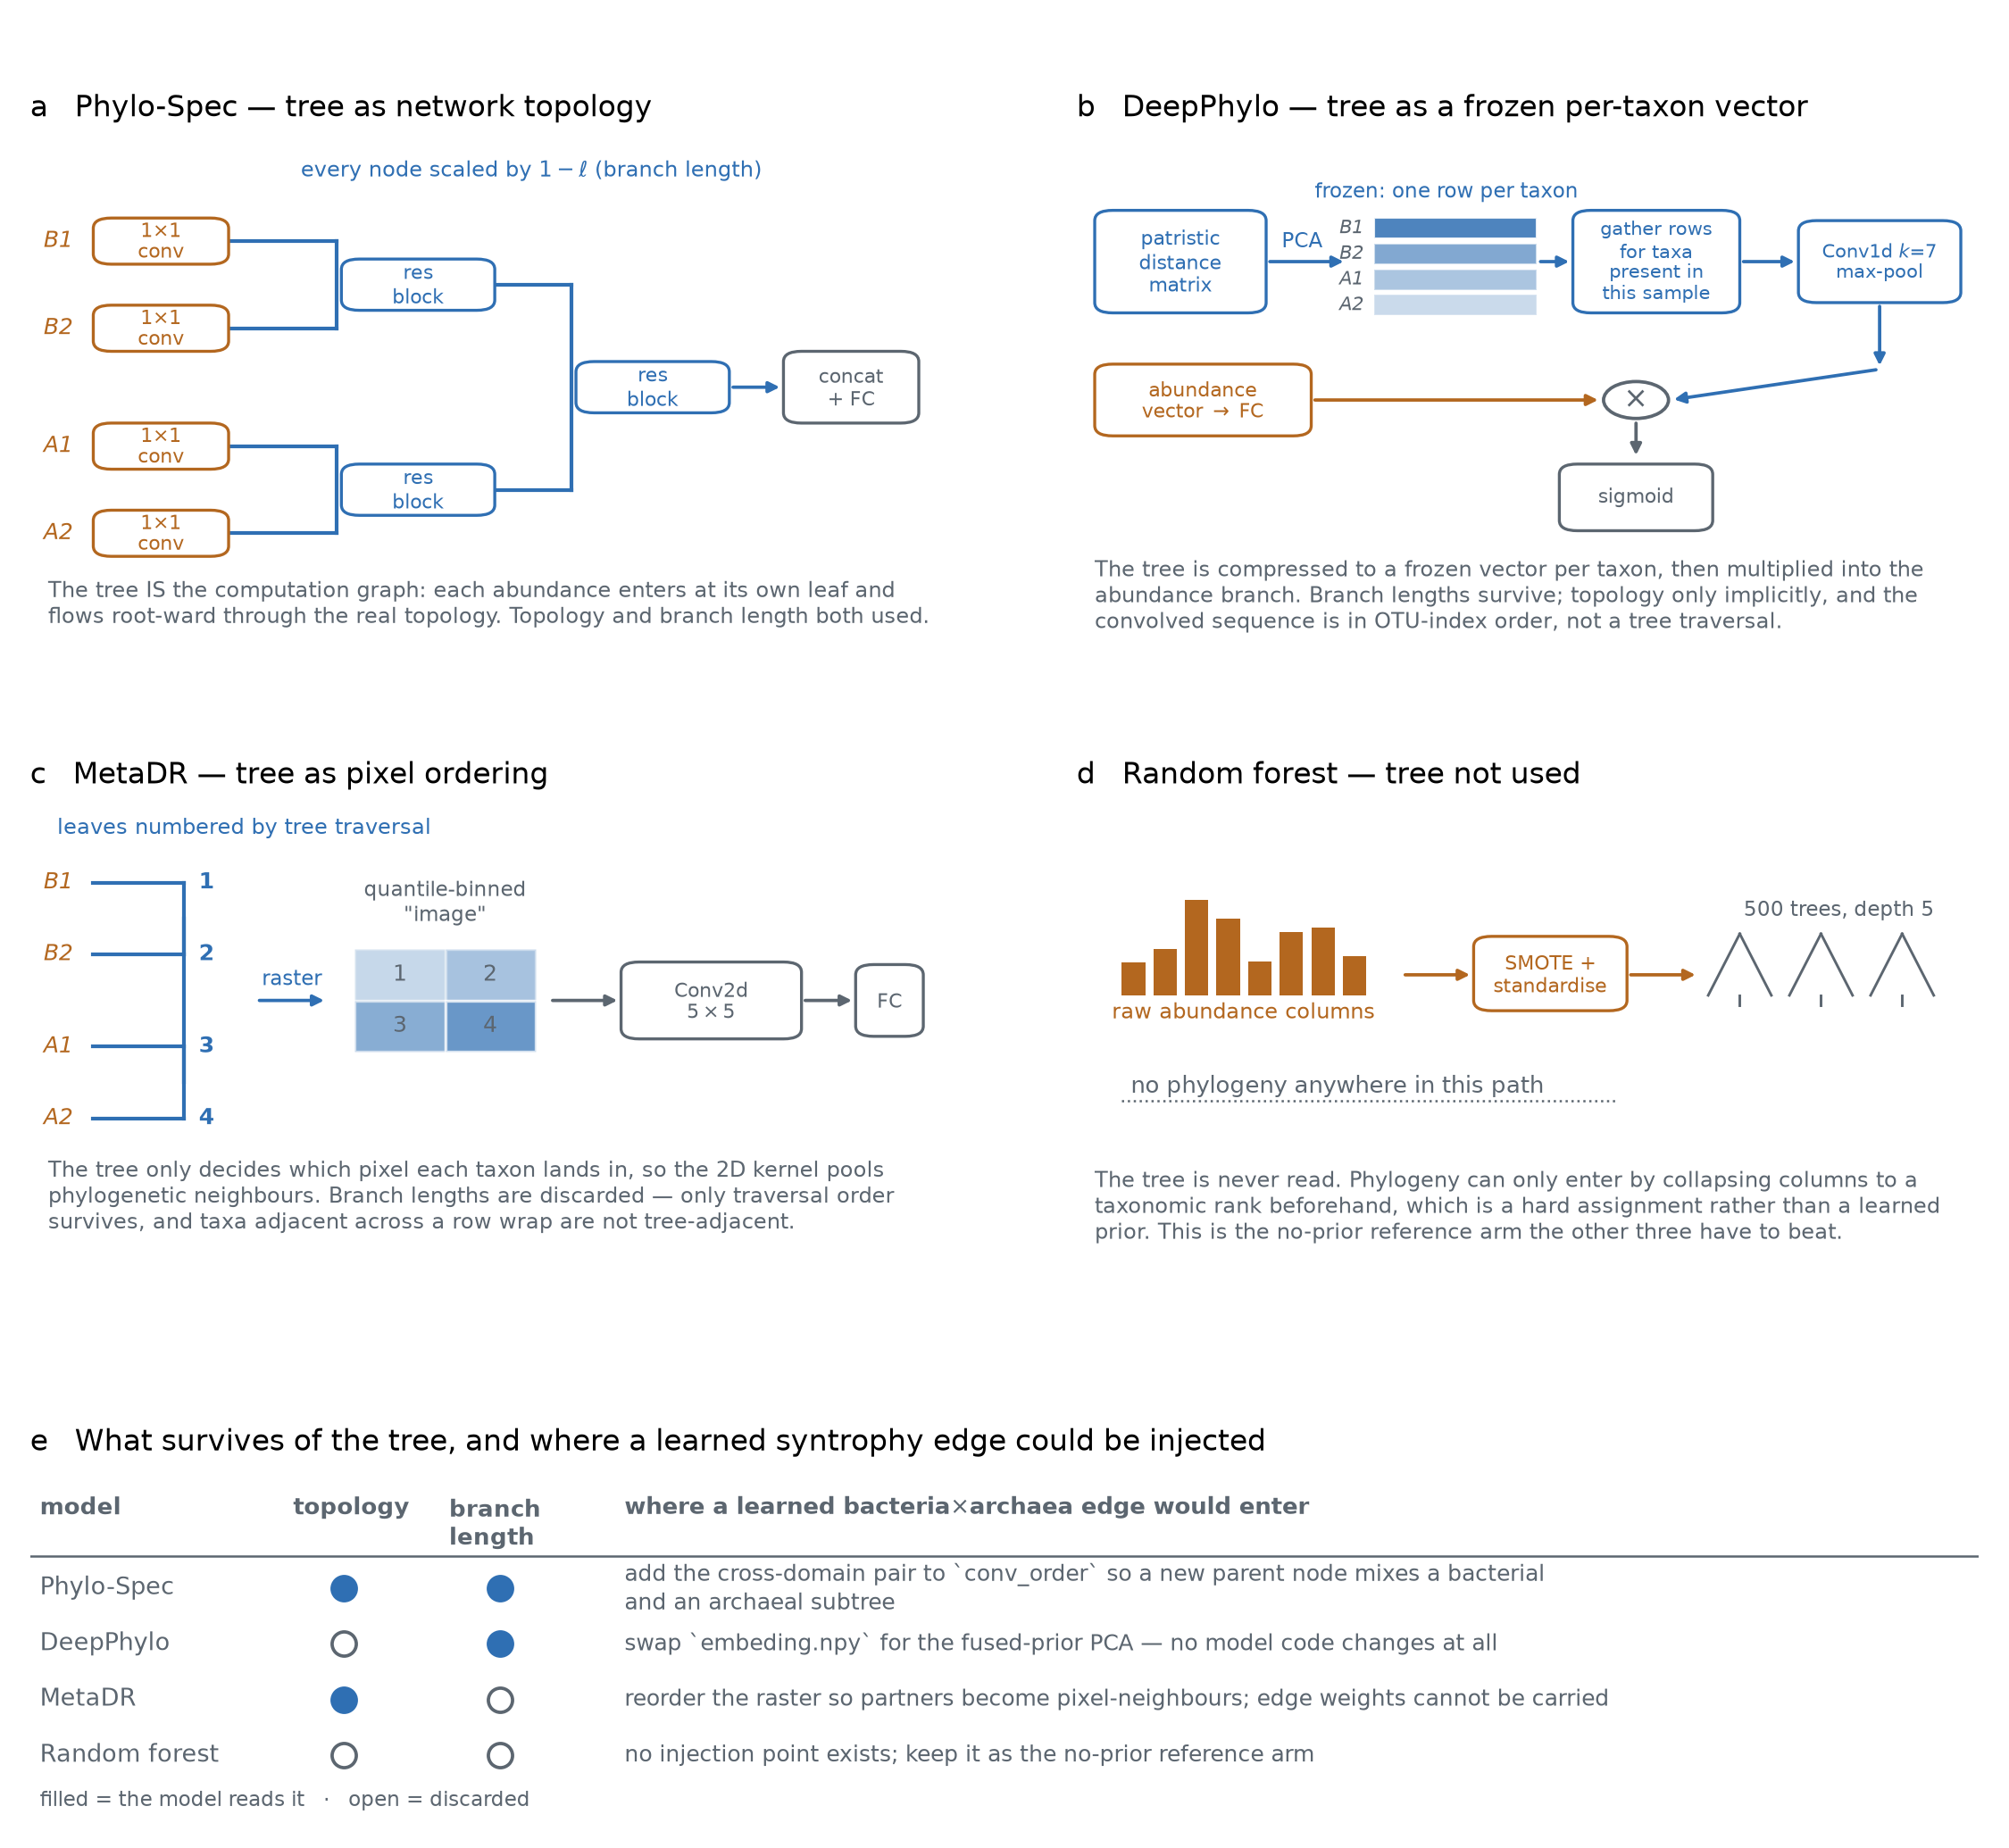 a Phylo-Spec — tree as network topology
every node scaled by 1 − ℓ (branch length)
B1
1×1
conv
B2
1×1
conv
A1
1×1
conv
A2
1×1
conv
res
block
res
block
res
block
concat
+ FC
The tree IS the computation graph: each abundance enters at its own leaf and
flows root-ward through the real topology. Topology and branch length both used.
b DeepPhylo — tree as a frozen per-taxon vector
frozen: one row per taxon
patristic
distance
matrix
PCA
B1
B2
A1
A2
gather rows
for taxa
present in
this sample
Conv1d k=7
max-pool
abundance
vector → FC
×
sigmoid
The tree is compressed to a frozen vector per taxon, then multiplied into the
abundance branch. Branch lengths survive; topology only implicitly, and the
convolved sequence is in OTU-index order, not a tree traversal.
c MetaDR — tree as pixel ordering
leaves numbered by tree traversal
B1
1
B2
2
A1
3
A2
4
raster
quantile-binned
"image"
1 2
3 4
Conv2d
5 × 5
FC
The tree only decides which pixel each taxon lands in, so the 2D kernel pools
phylogenetic neighbours. Branch lengths are discarded — only traversal order
survives, and taxa adjacent across a row wrap are not tree-adjacent.
d Random forest — tree not used
raw abundance columns
SMOTE +
standardise
500 trees, depth 5
no phylogeny anywhere in this path
The tree is never read. Phylogeny can only enter by collapsing columns to a
taxonomic rank beforehand, which is a hard assignment rather than a learned
prior. This is the no-prior reference arm the other three have to beat.
e What survives of the tree, and where a learned syntrophy edge could be injected
model topology branch length where a learned bacteria×archaea edge would enter
Phylo-Spec add the cross-domain pair to `conv_order` so a new parent node mixes a bacterial
and an archaeal subtree
DeepPhylo swap `embeding.npy` for the fused-prior PCA — no model code changes at all
MetaDR reorder the raster so partners become pixel-neighbours; edge weights cannot be carried
Random forest no injection point exists; keep it as the no-prior reference arm
filled = the model reads it · open = discarded